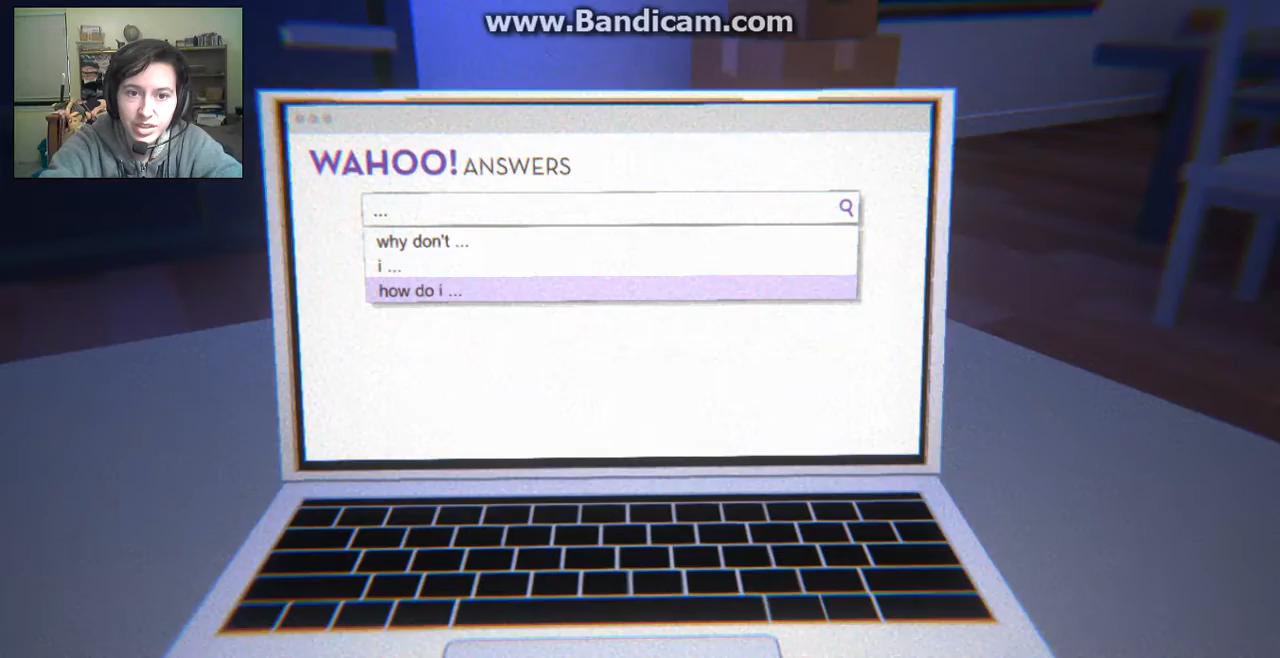 www.Bandicam.com
WAHOO! ANSWERS
...
why don't ...
i ...
how do i ...